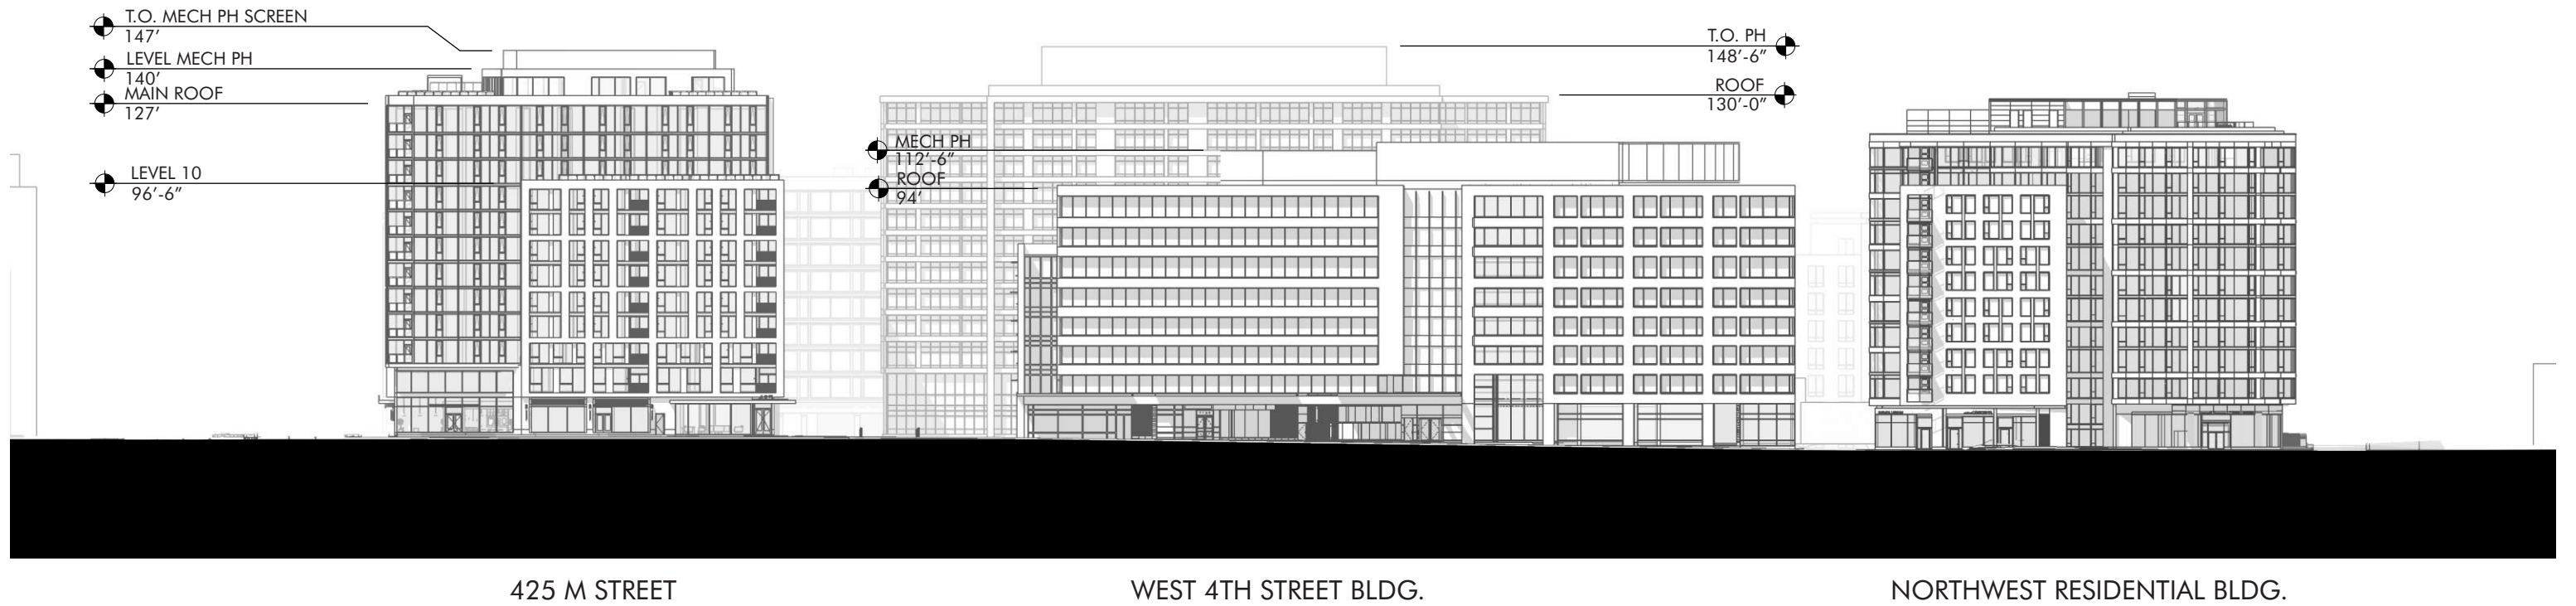 T.O. MECH PH SCREEN
147'
LEVEL MECH PH
140'
MAIN ROOF
127'
LEVEL 10
96'-6"
MECH PH
112'-6"
ROOF
94'
T.O. PH
148'-6"
ROOF
130'-0"
425 M STREET
WEST 4TH STREET BLDG.
NORTHWEST RESIDENTIAL BLDG.